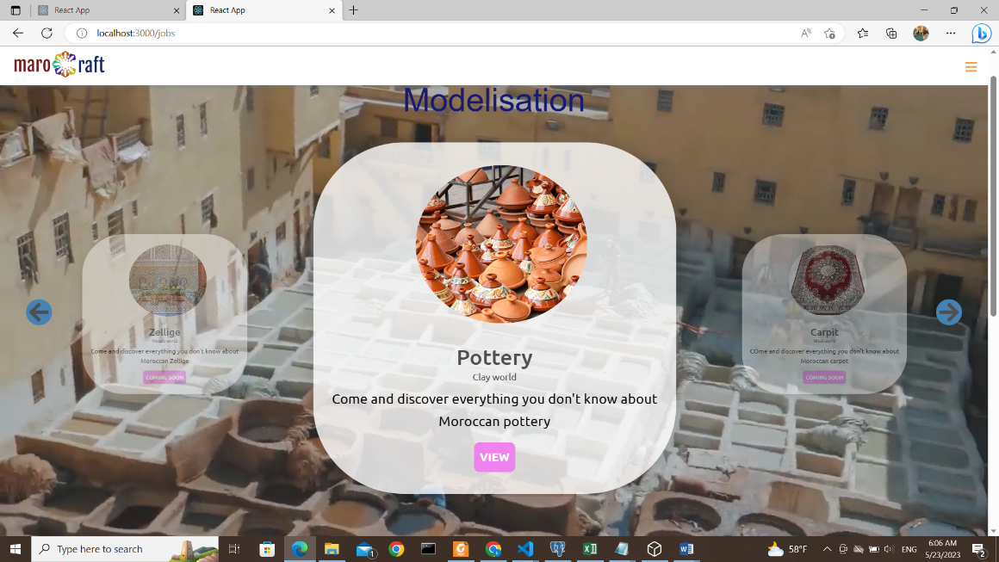 React App
React App
localhost:3000/jobs
maro raft
Modelisation
Zellige
COme and discover everything you don't know about
Moroccan Zellige
COMING SOON
Pottery
Clay world
Come and discover everything you don't know about
Moroccan pottery
VIEW
Carpit
COme and discover everything you don't know about
Moroccan carpet
COMING SOON
Type here to search
1
58°F
ENG
6:06 AM
5/23/2023
2